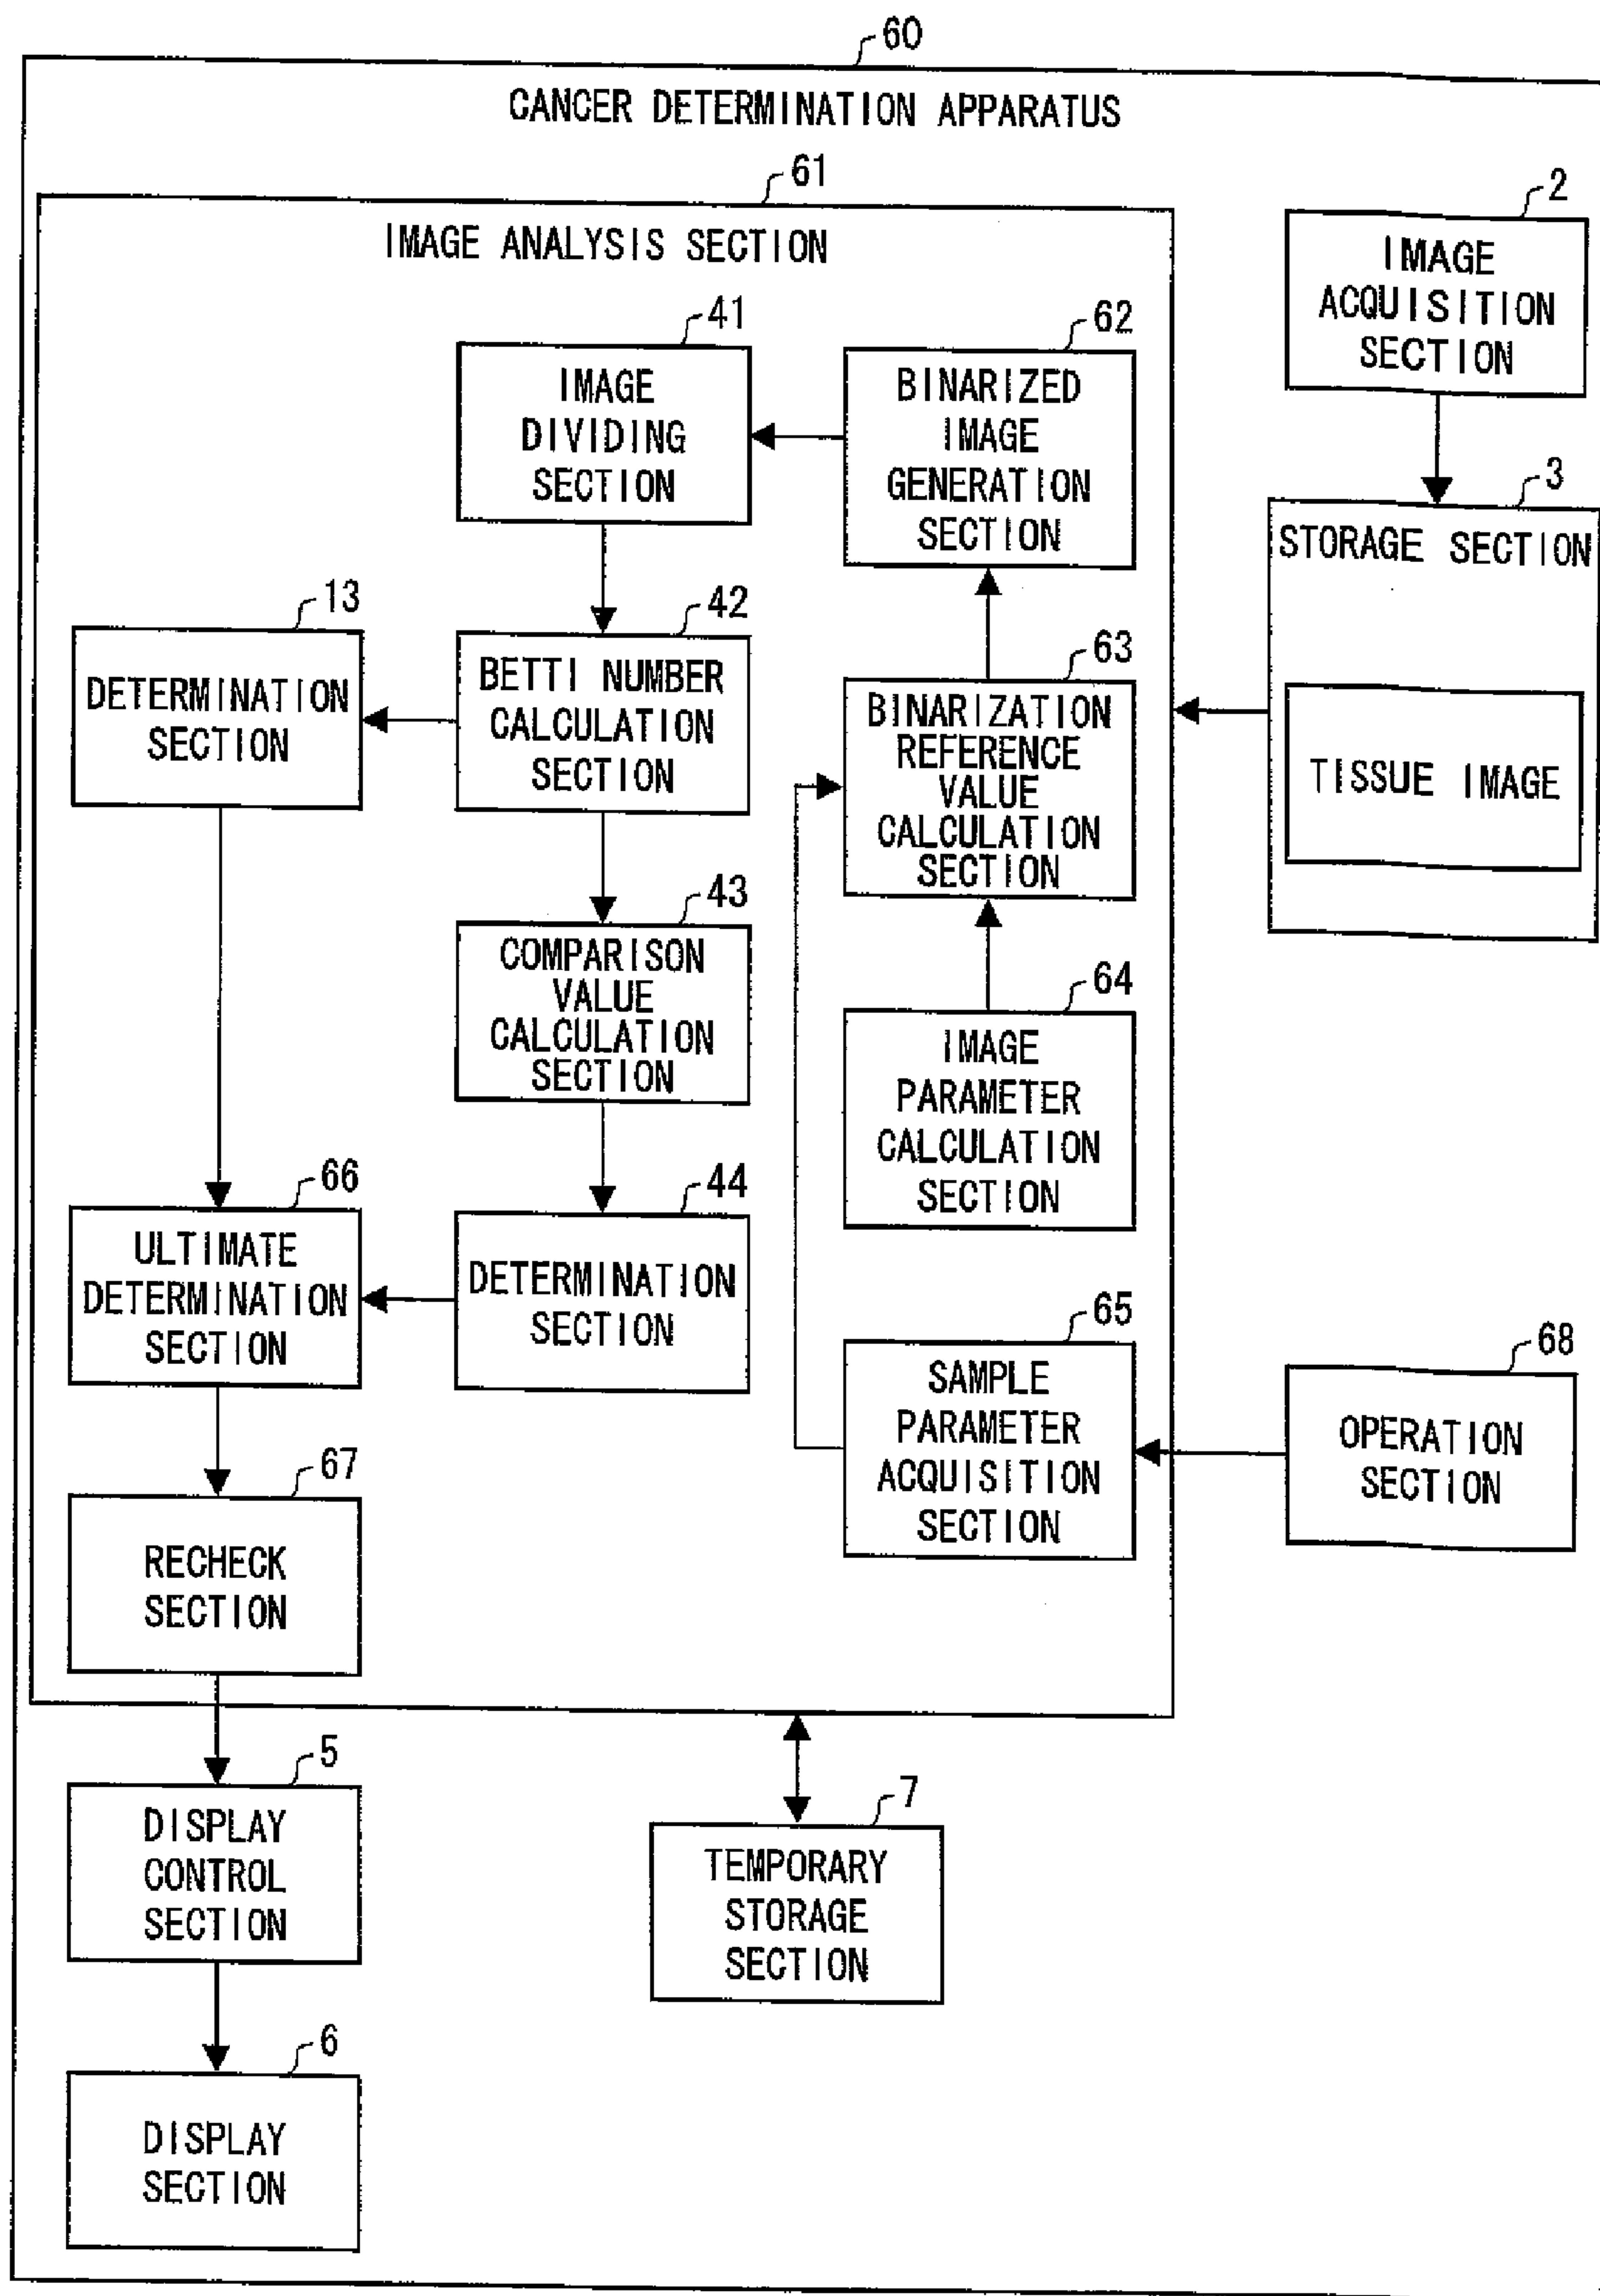 60
CANCER DETERMINATION APPARATUS
61
IMAGE ANALYSIS SECTION
2
IMAGE
ACQUISITION
SECTION
41
IMAGE
DIVIDING
SECTION
62
BINARIZED
IMAGE
GENERATION
SECTION
3
STORAGE SECTION
TISSUE IMAGE
13
DETERMINATION
SECTION
42
BETTI NUMBER
CALCULATION
SECTION
63
BINARIZATION
REFERENCE
VALUE
CALCULATION
SECTION
43
COMPARISON
VALUE
CALCULATION
SECTION
64
IMAGE
PARAMETER
CALCULATION
SECTION
66
ULTIMATE
DETERMINATION
SECTION
44
DETERMINATION
SECTION
65
SAMPLE
PARAMETER
ACQUISITION
SECTION
68
OPERATION
SECTION
67
RECHECK
SECTION
5
DISPLAY
CONTROL
SECTION
7
TEMPORARY
STORAGE
SECTION
6
DISPLAY
SECTION